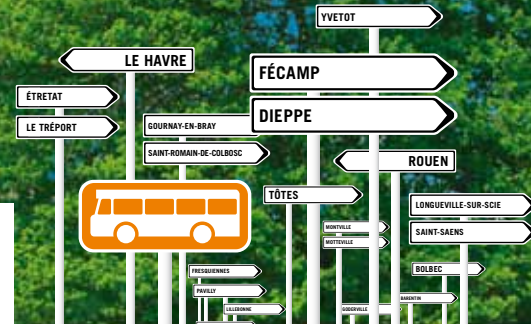 YVETOT
LE HAVRE
FÉCAMP
ÉTRETAT
LE TRÉPORT
GOURNAY-EN-BRAY
DIEPPE
SAINT-ROMAIN-DE-COLBOSC
ROUEN
TÔTES
LONGUEVILLE-SUR-SCIE
MONTVILLE
SAINT-SAENS
MOTTEVILLE
BOLBEC
FRESQUIENNES
PAVILLY
BARENTIN
LILLEBONNE
GODERVILLE